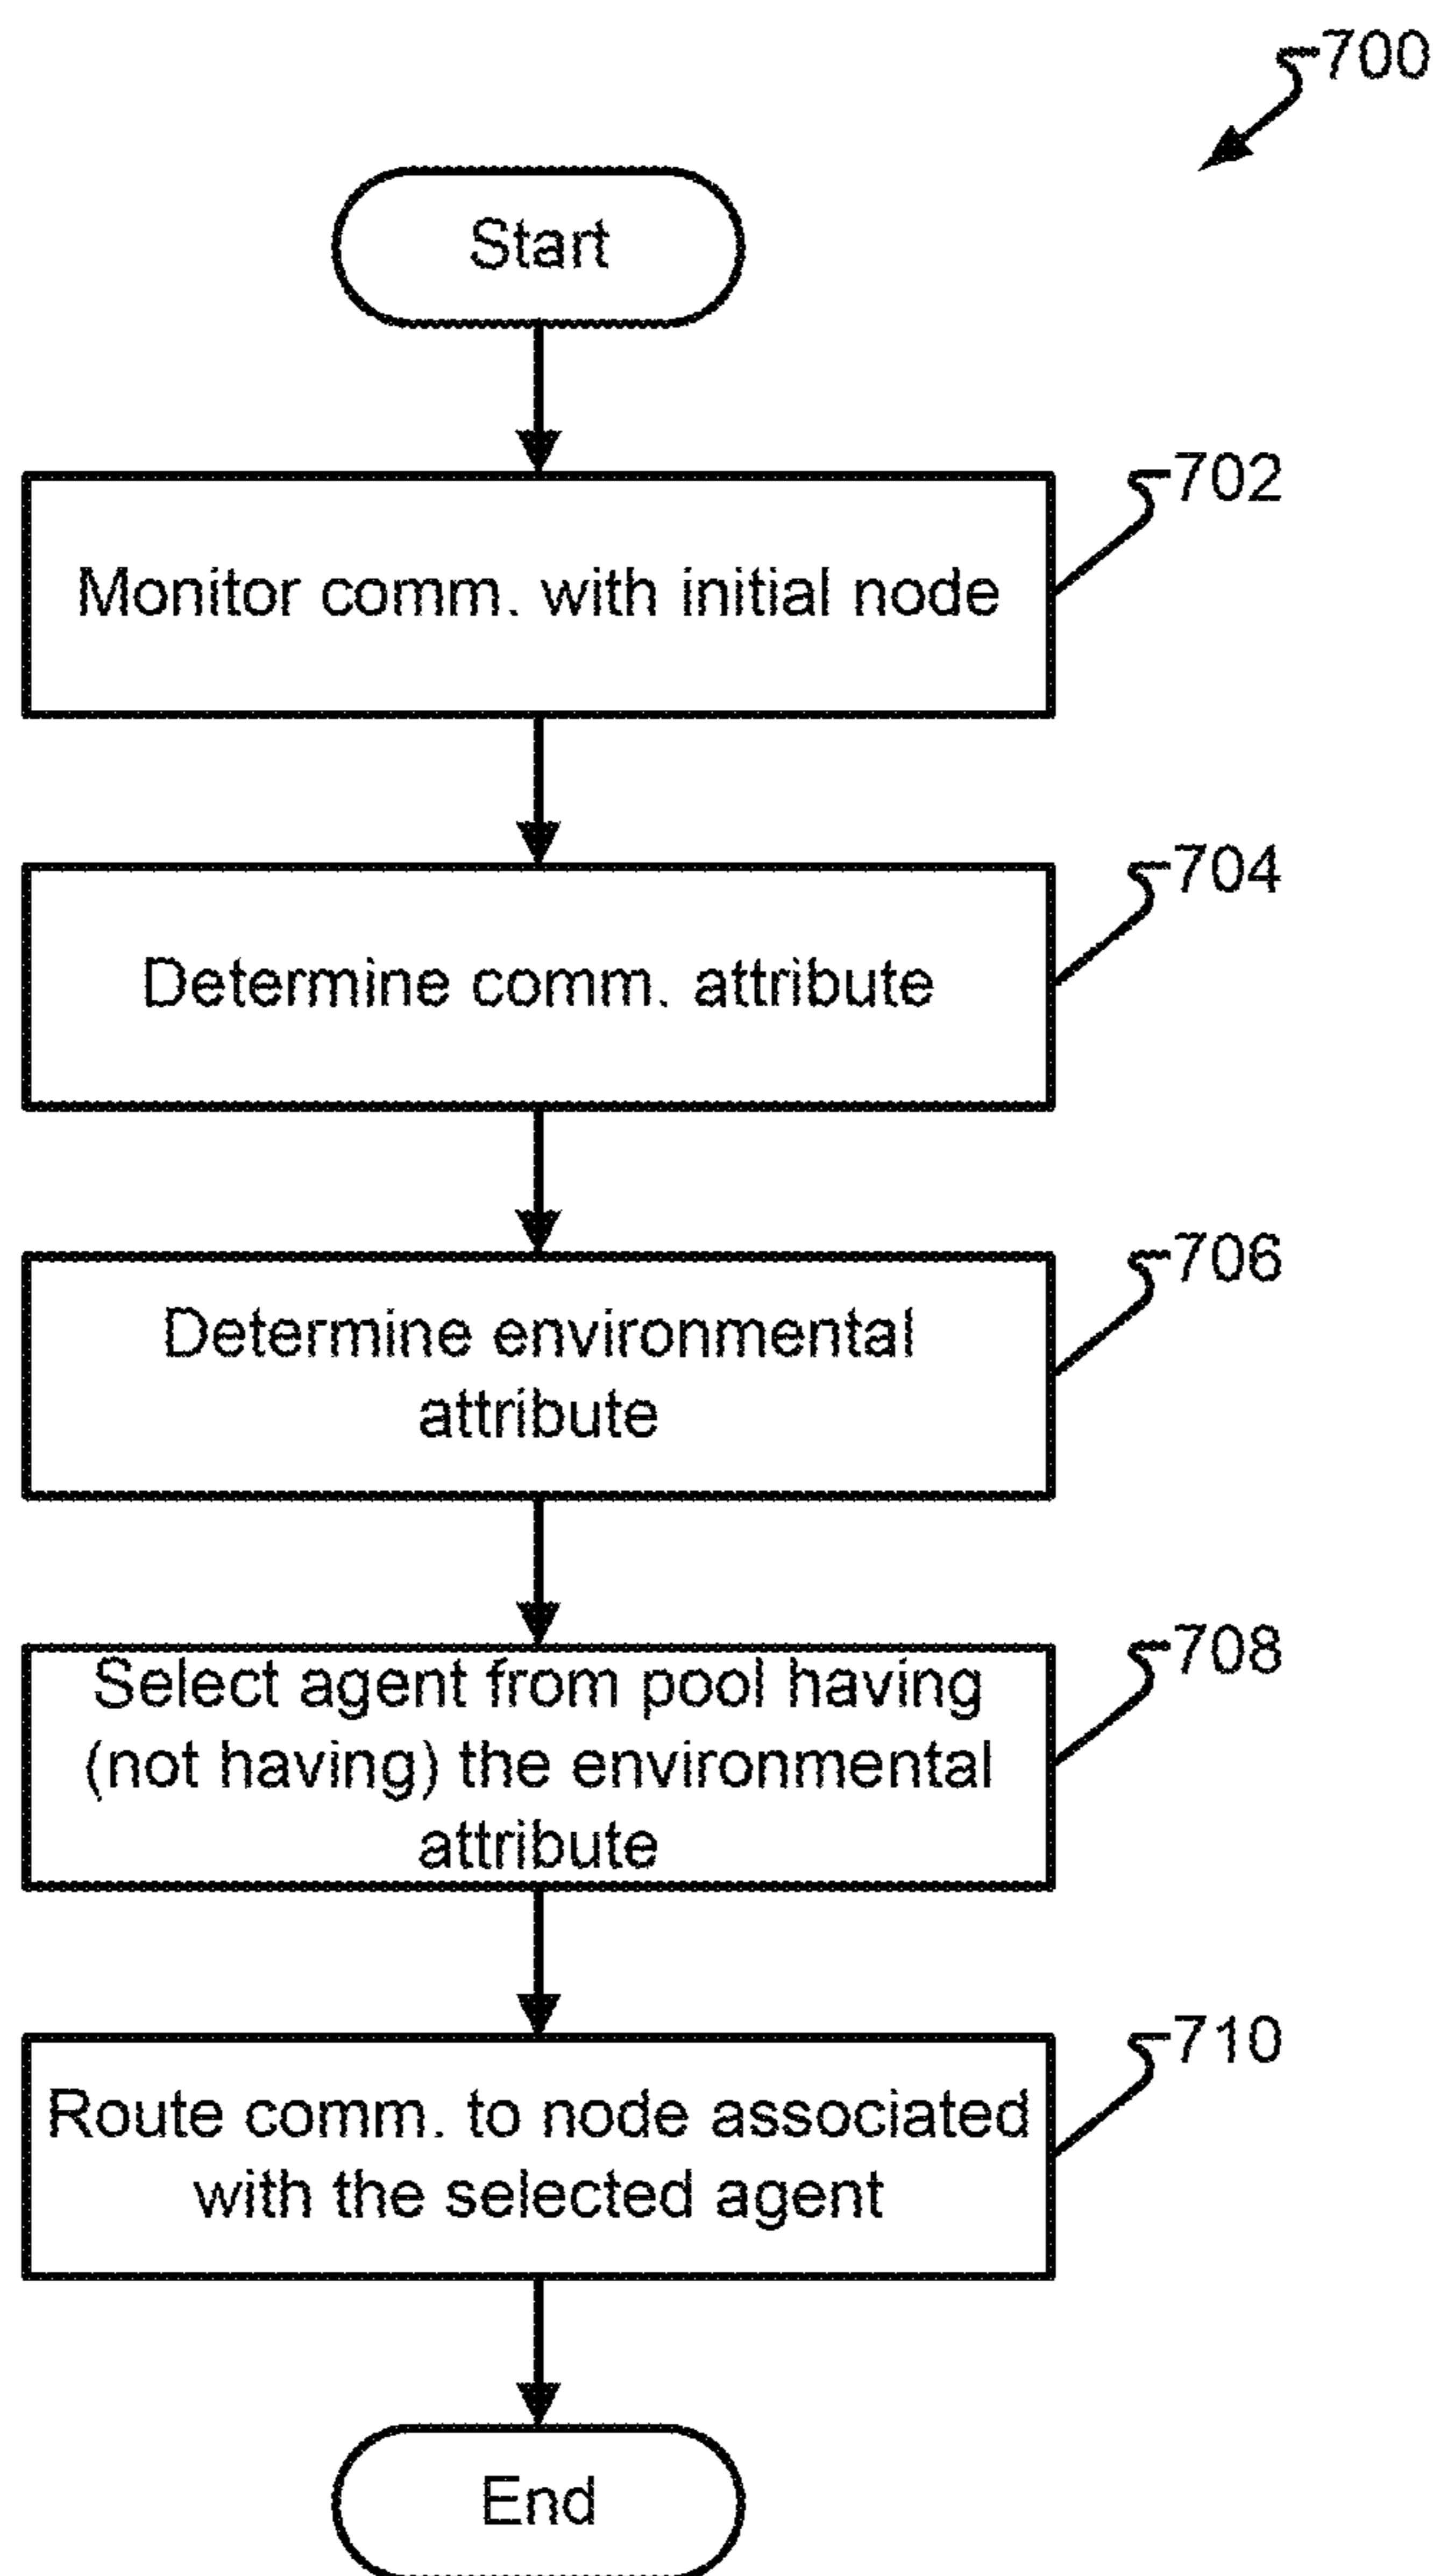 700
Start
702
Monitor comm. with initial node
704
Determine comm. attribute
706
Determine environmental
attribute
708
Select agent from pool having
(not having) the environmental
attribute
710
Route comm. to node associated
with the selected agent
End